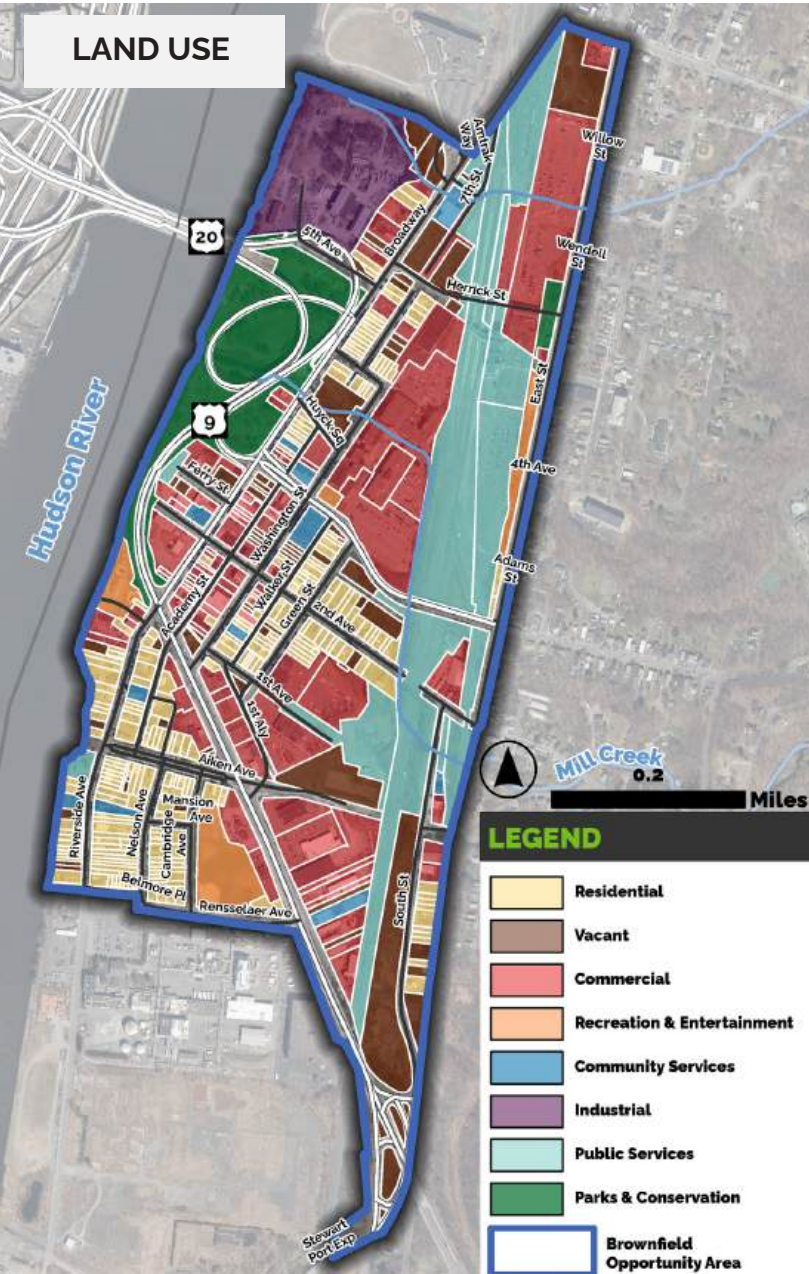 LAND USE
Willow
St
Amtrak
Way
7th St
20
5th Ave
Broadway
Wendell
St
Herrick St
East St
9
Huyck Sq
Hudson River
Ferry St
4th Ave
Washington St
Adams
St
Walker St
Academy St
Green St
2nd Ave
1st Ave
1st Aly
Aiken Ave
Mill Creek
0.2
Miles
Riverside Ave
Nelson Ave
Mansion
Ave
Cambridge
Ave
Belmore Pl
Rensselaer Ave
South St
Stewart
Port Exp
LEGEND
Residential
Vacant
Commercial
Recreation & Entertainment
Community Services
Industrial
Public Services
Parks & Conservation
Brownfield
Opportunity Area